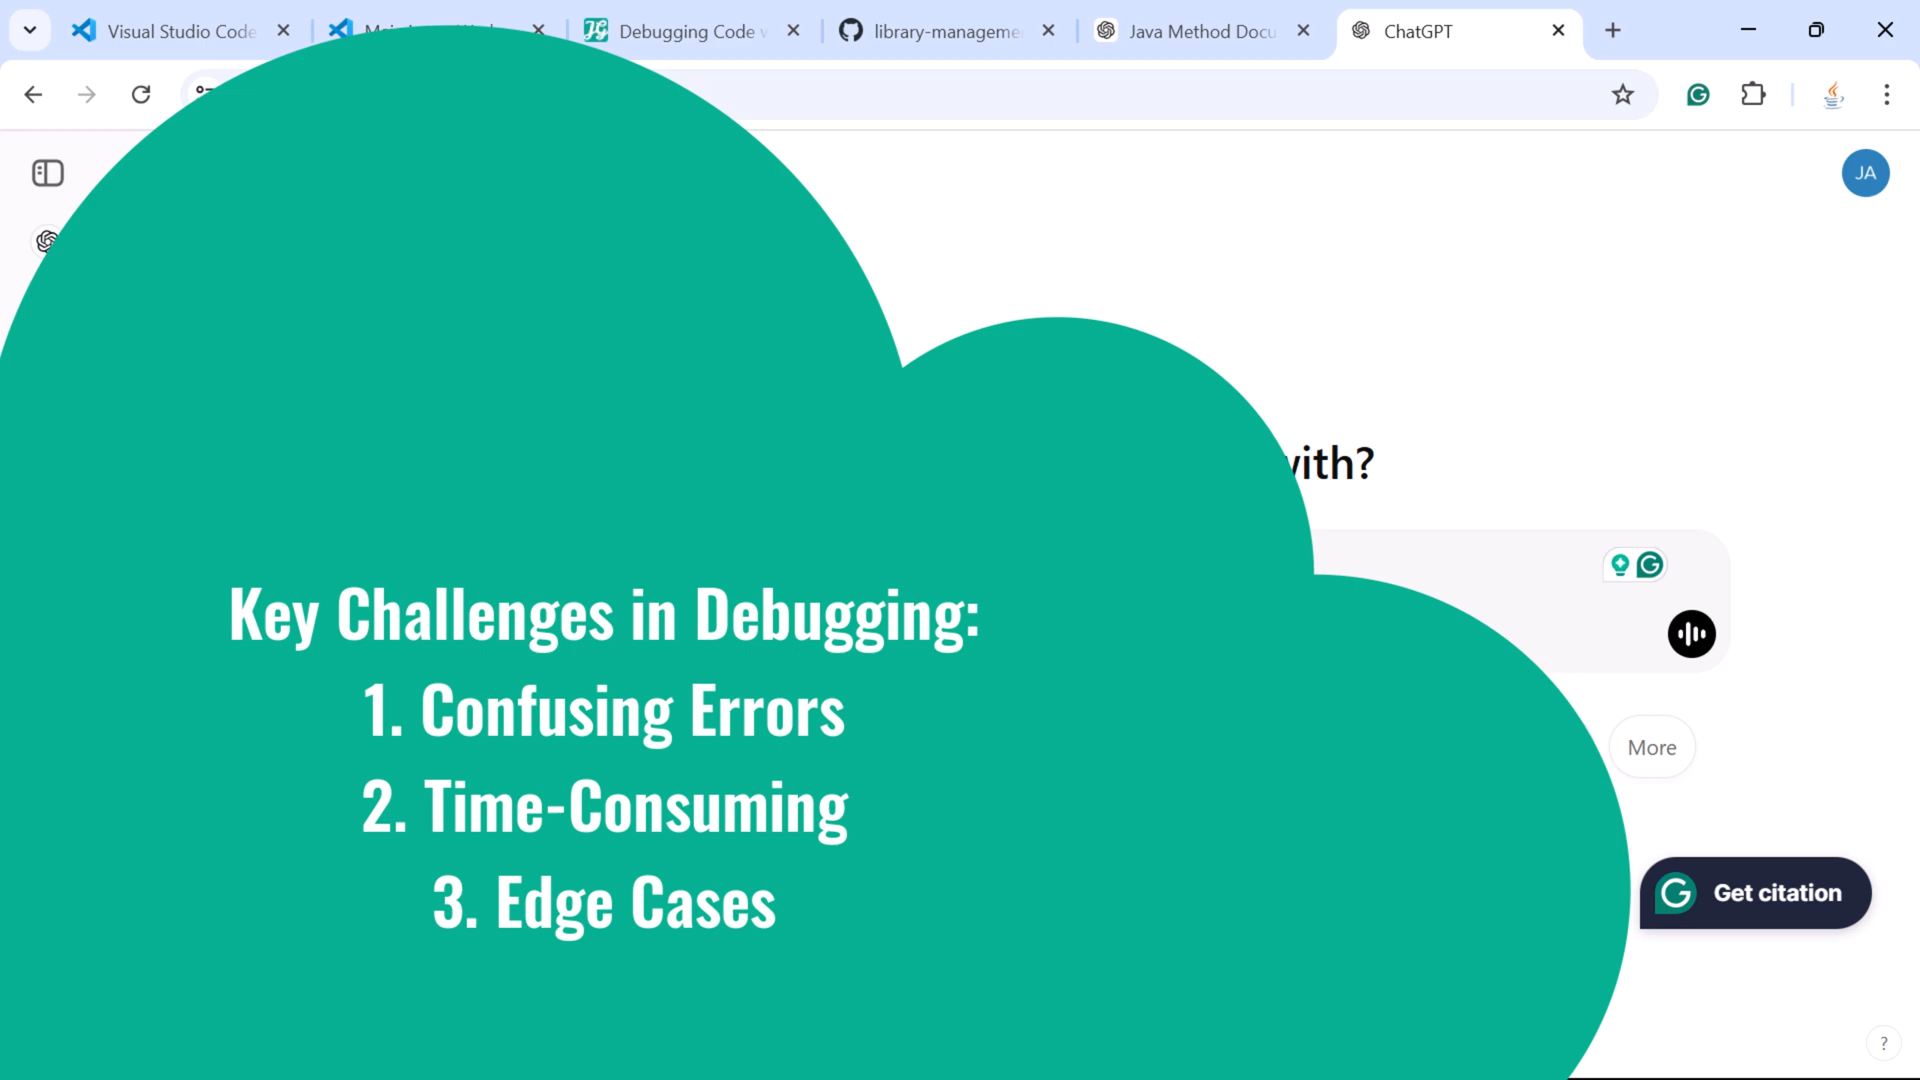 Visual Studio Code
Debugging Code
library-manageme
Java Method Docu
ChatGPT
JA
with?
Key Challenges in Debugging:
1. Confusing Errors
2. Time-Consuming
3. Edge Cases
More
Get citation
?